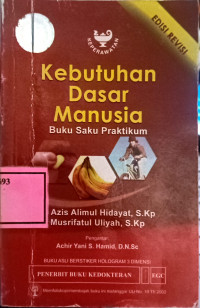 EDISI REVISI
KEPERAWATAN
Kebutuhan
Dasar
Manusia
Buku Saku Praktikum
693
Azis Alimul Hidayat, S.Kp
Musrifatul Uliyah, S.Kp
Pengantar:
Achir Yani S. Hamid, D.N.Sc
BUKU ASLI BERSTIKER HOLOGRAM 3 DIMENSI
PENERBIT BUKU KEDOKTERAN EGC